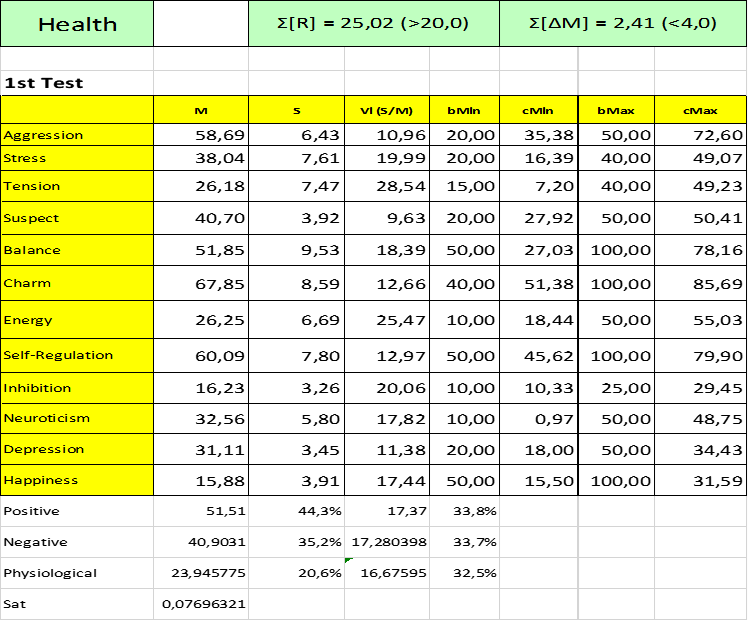 Health Σ[R] = 25,02 (>20,0) Σ[ΔM] = 2,41 (<4,0)
1st Test
M S VI (S/M) bMin cMin bMax cMax
Aggression 58,69 6,43 10,96 20,00 35,38 50,00 72,60
Stress 38,04 7,61 19,99 20,00 16,39 40,00 49,07
Tension 26,18 7,47 28,54 15,00 7,20 40,00 49,23
Suspect 40,70 3,92 9,63 20,00 27,92 50,00 50,41
Balance 51,85 9,53 18,39 50,00 27,03 100,00 78,16
Charm 67,85 8,59 12,66 40,00 51,38 100,00 85,69
Energy 26,25 6,69 25,47 10,00 18,44 50,00 55,03
Self-Regulation 60,09 7,80 12,97 50,00 45,62 100,00 79,90
Inhibition 16,23 3,26 20,06 10,00 10,33 25,00 29,45
Neuroticism 32,56 5,80 17,82 10,00 0,97 50,00 48,75
Depression 31,11 3,45 11,38 20,00 18,00 50,00 34,43
Happiness 15,88 3,91 17,44 50,00 15,50 100,00 31,59
Positive 51,51 44,3% 17,37 33,8%
Negative 40,9031 35,2% 17,280398 33,7%
Physiological 23,945775 20,6% 16,67595 32,5%
Sat 0,07696321